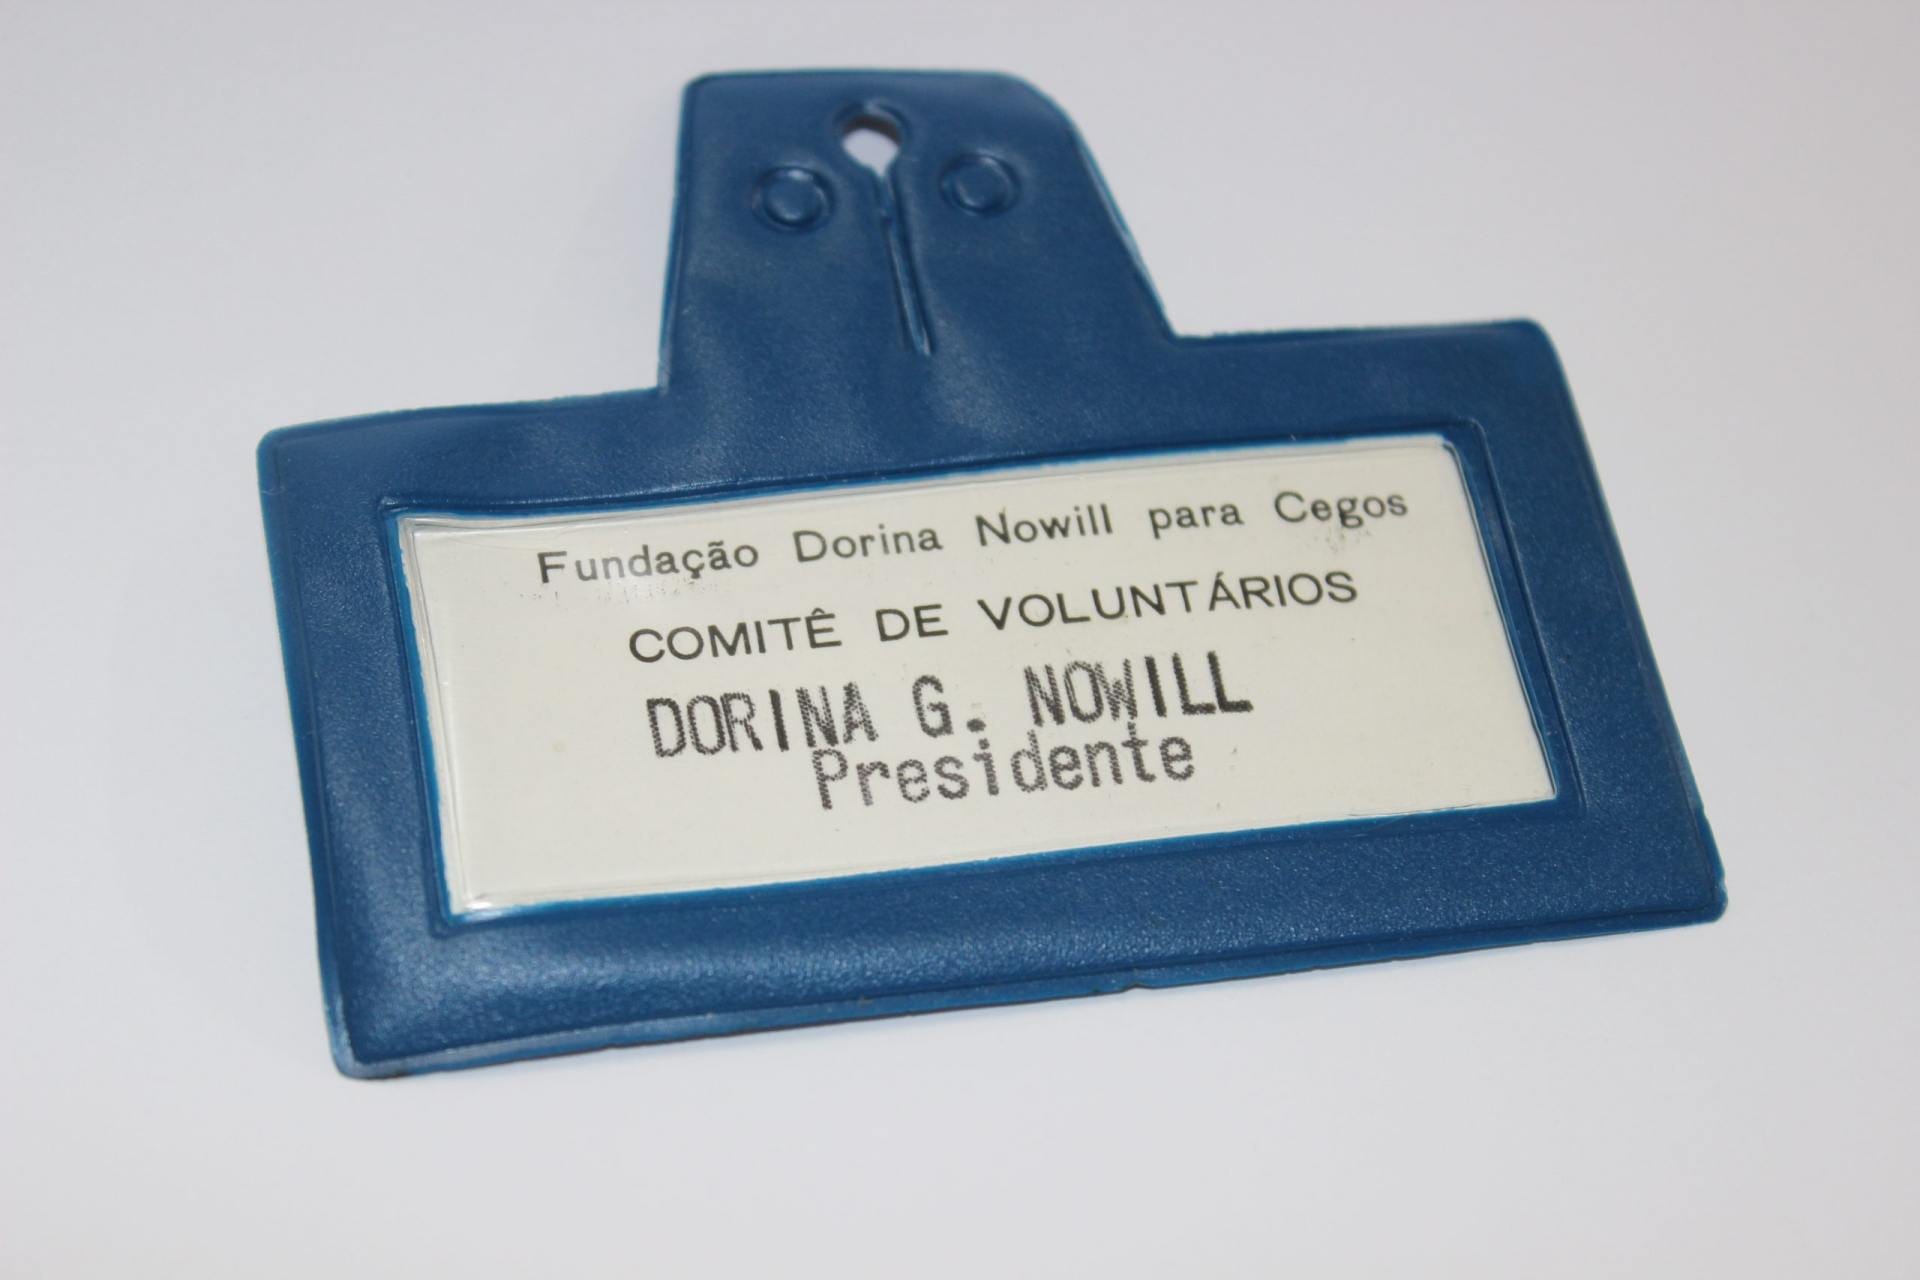 Fundação Dorina Nowill para Cegos
COMITÊ DE VOLUNTÁRIOS
DORINA G. NOWILL
Presidente